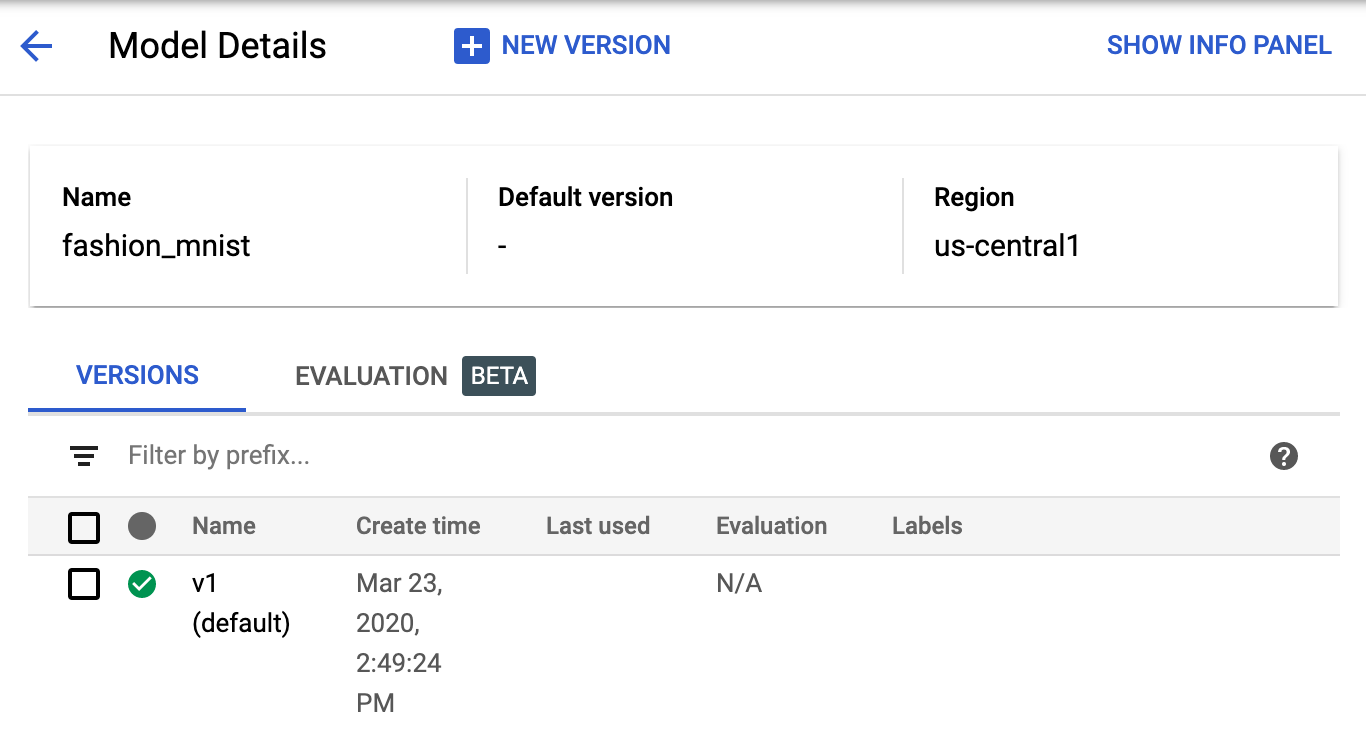 Model Details
NEW VERSION
SHOW INFO PANEL
Name
Default version
Region
fashion_mnist
-
us-central1
VERSIONS
EVALUATION BETA
Filter by prefix...
Name
Create time
Last used
Evaluation
Labels
v1
(default)
Mar 23,
2020,
2:49:24
PM
N/A